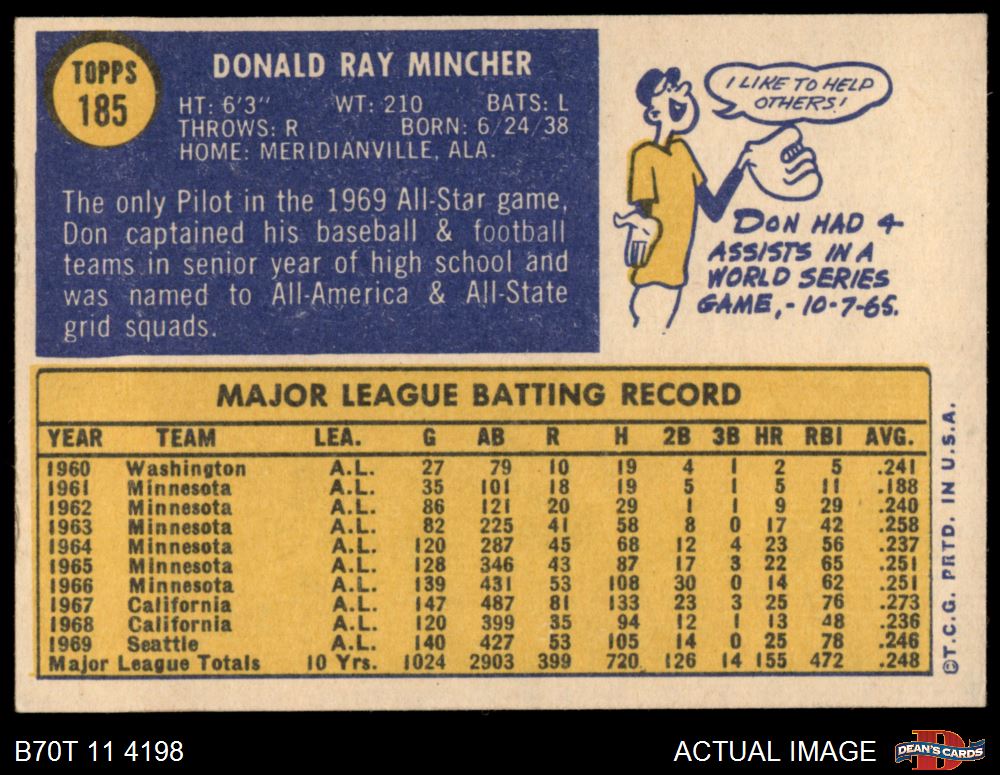 TOPPS
185
DONALD RAY MINCHER
HT: 6'3" WT: 210 BATS: L
THROWS: R BORN: 6/24/38
HOME: MERIDIANVILLE, ALA.
The only Pilot in the 1969 All-Star game,
Don captained his baseball & football
teams in senior year of high school and
was named to All-America & All-State
grid squads.
I LIKE TO HELP
OTHERS!
DON HAD 4
ASSISTS IN A
WORLD SERIES
GAME,-10-7-65.
MAJOR LEAGUE BATTING RECORD
YEAR TEAM LEA. G AB R H 2B 3B HR RBI AVG.
1960 Washington A.L. 27 79 10 19 4 1 2 5 .241
1961 Minnesota A.L. 35 101 18 19 5 1 5 11 .188
1962 Minnesota A.L. 86 121 20 29 1 1 9 29 .240
1963 Minnesota A.L. 82 225 41 58 8 0 17 42 .258
1964 Minnesota A.L. 120 287 45 68 12 4 23 56 .237
1965 Minnesota A.L. 128 346 43 87 17 3 22 65 .251
1966 Minnesota A.L. 139 431 53 108 30 0 14 62 .251
1967 California A.L. 147 487 81 133 23 3 25 76 .273
1968 California A.L. 120 399 35 94 12 1 13 48 .236
1969 Seattle A.L. 140 427 53 105 14 0 25 78 .246
Major League Totals 10 Yrs. 1024 2903 399 720 126 14 155 472 .248
©T.C.G. PRTD. IN U.S.A.
B70T 11 4198
ACTUAL IMAGE
DEAN'S CARDS